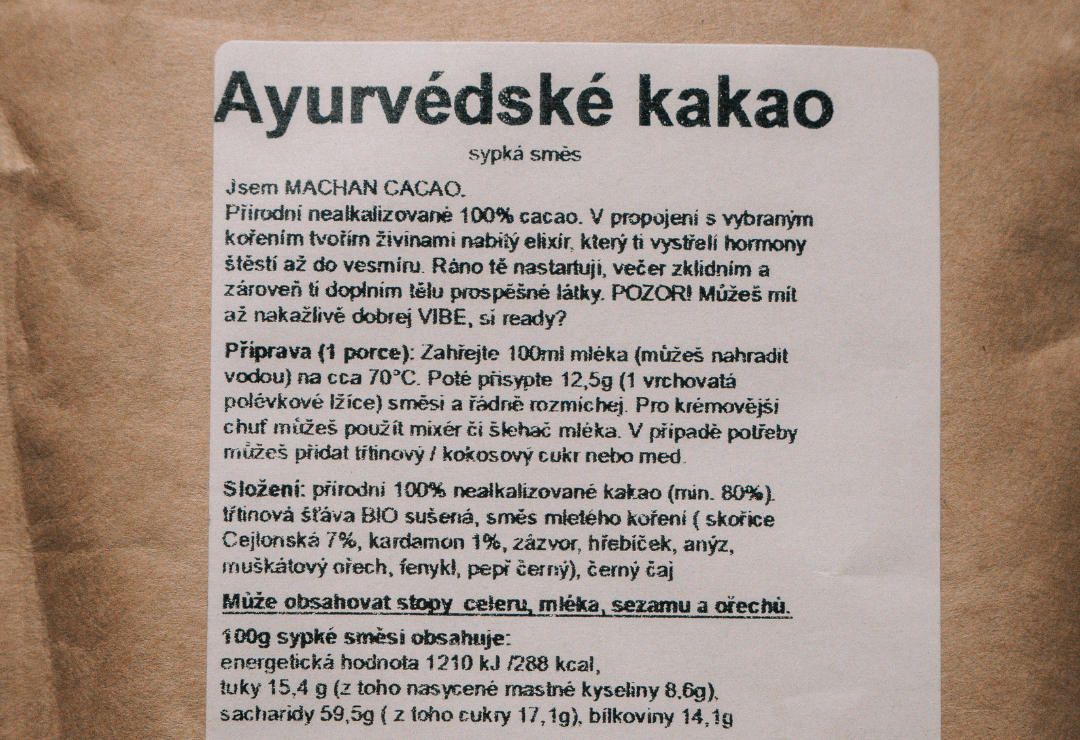 Ayurvédské kakao
sypká směs
Jsem MACHAN CACAO.
Přírodní nealkalizované 100% cacao. V propojení s vybraným
kořením tvořím živinami nabitý elixír, který ti vystřelí hormony
štěstí až do vesmíru. Ráno tě nastartuji, večer zklidním a
zároveň ti doplním tělu prospěšné látky. POZOR! Můžeš mít
až nakažlivě dobrej VIBE, si ready?
Příprava (1 porce): Zahřejte 100ml mléka (můžeš nahradit
vodou) na cca 70°C. Poté přisypte 12,5g (1 vrchovatá
polévkové lžíce) směsi a řádně rozmíchej. Pro krémovější
chuť můžeš použít mixér či šlehač mléka. V případě potřeby
můžeš přidat třtinový / kokosový cukr nebo med.
Složení: přírodní 100% nealkalizované kakao (min. 80%),
třtinová šťáva BIO sušená, směs mletého koření ( skořice
Cejlonská 7%, kardamon 1%, zázvor, hřebíček, anýz,
muškátový ořech, fenykl, pepř černý), černý čaj
Může obsahovat stopy celeru, mléka, sezamu a ořechů.
100g sypké směsi obsahuje:
energetická hodnota 1210 kJ /288 kcal,
tuky 15,4 g (z toho nasycené mastné kyseliny 8,6g),
sacharidy 59,5g ( z toho cukry 17,1g), bílkoviny 14,1g